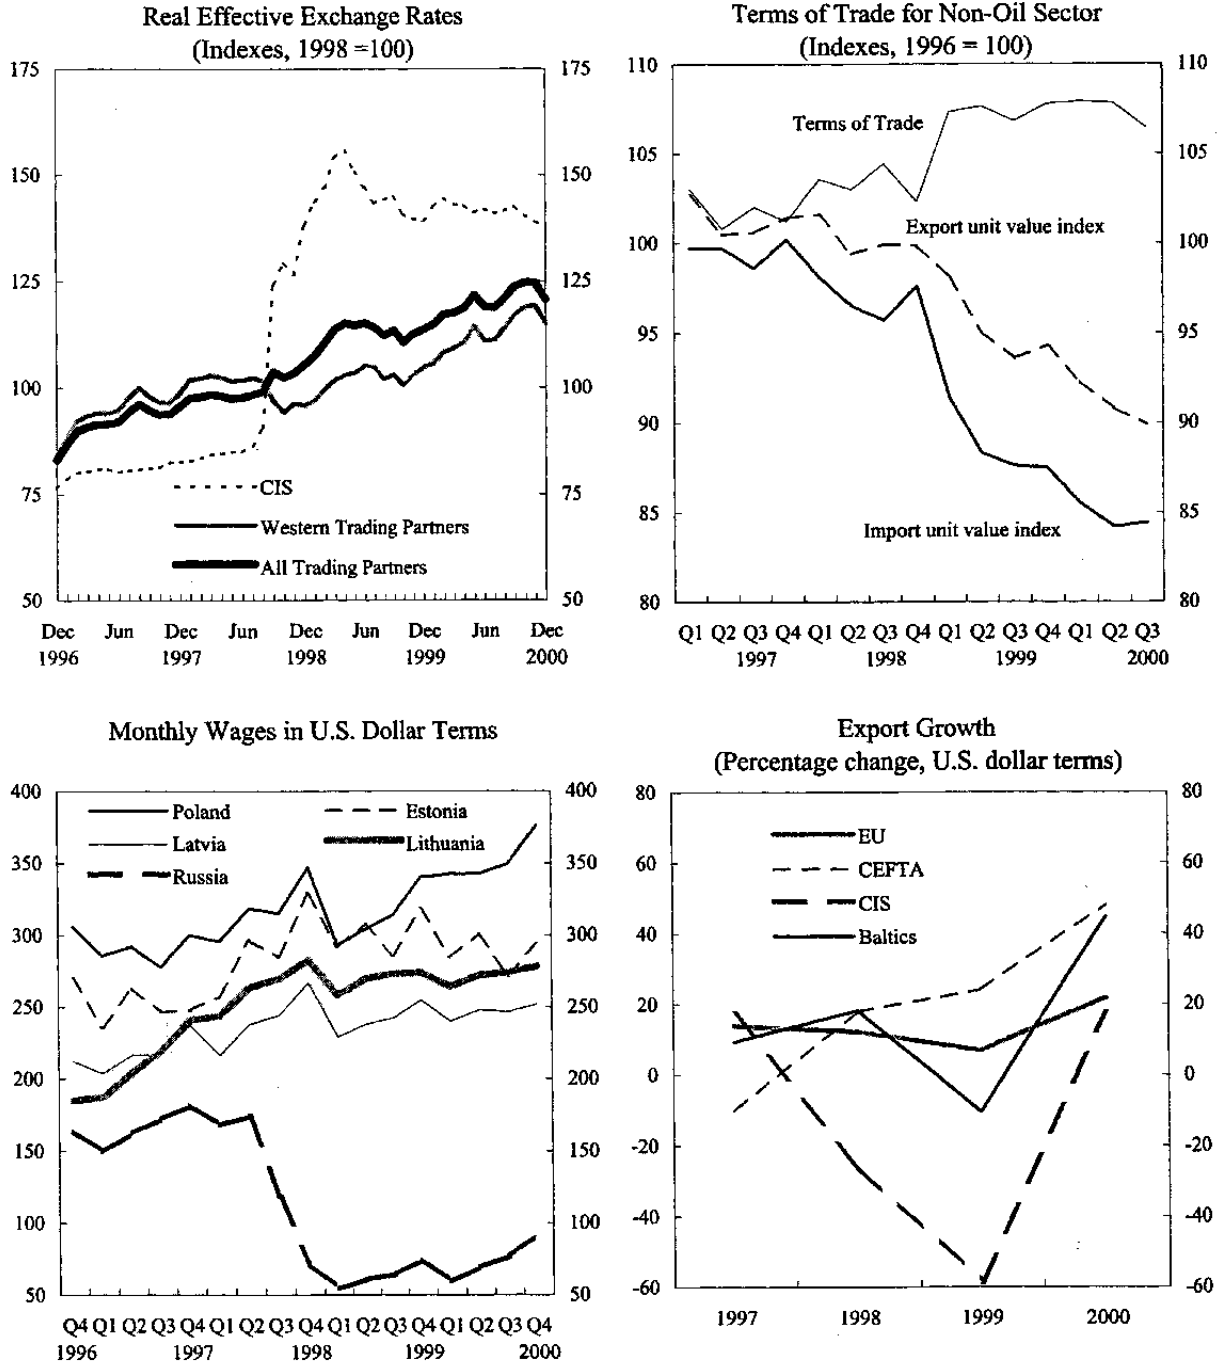 Real Effective Exchange Rates
(Indexes, 1998 =100)
175 175
150 150
125 125
100 100
75 75
50 50
CIS
Western Trading Partners
All Trading Partners
Dec Jun Dec Jun Dec Jun Dec Jun Dec
1996 1997 1998 1999 2000
Terms of Trade for Non-Oil Sector
(Indexes, 1996 = 100)
110 110
Terms of Trade
105 105
Export unit value index
100 100
95 95
90 90
85 85
Import unit value index
80 80
Q1 Q2 Q3 Q4 Q1 Q2 Q3 Q4 Q1 Q2 Q3 Q4 Q1 Q2 Q3
1997 1998 1999 2000
Monthly Wages in U.S. Dollar Terms
400 400
Poland Estonia
Latvia Lithuania
Russia
350 350
300 300
250 250
200 200
150 150
100 100
50 50
Q4 Q1 Q2 Q3 Q4 Q1 Q2 Q3 Q4 Q1 Q2 Q3 Q4 Q1 Q2 Q3 Q4
1996 1997 1998 1999 2000
Export Growth
(Percentage change, U.S. dollar terms)
80 80
EU
CEFTA
CIS
Baltics
60 60
40 40
20 20
0 0
-20 -20
-40 -40
-60 -60
1997 1998 1999 2000